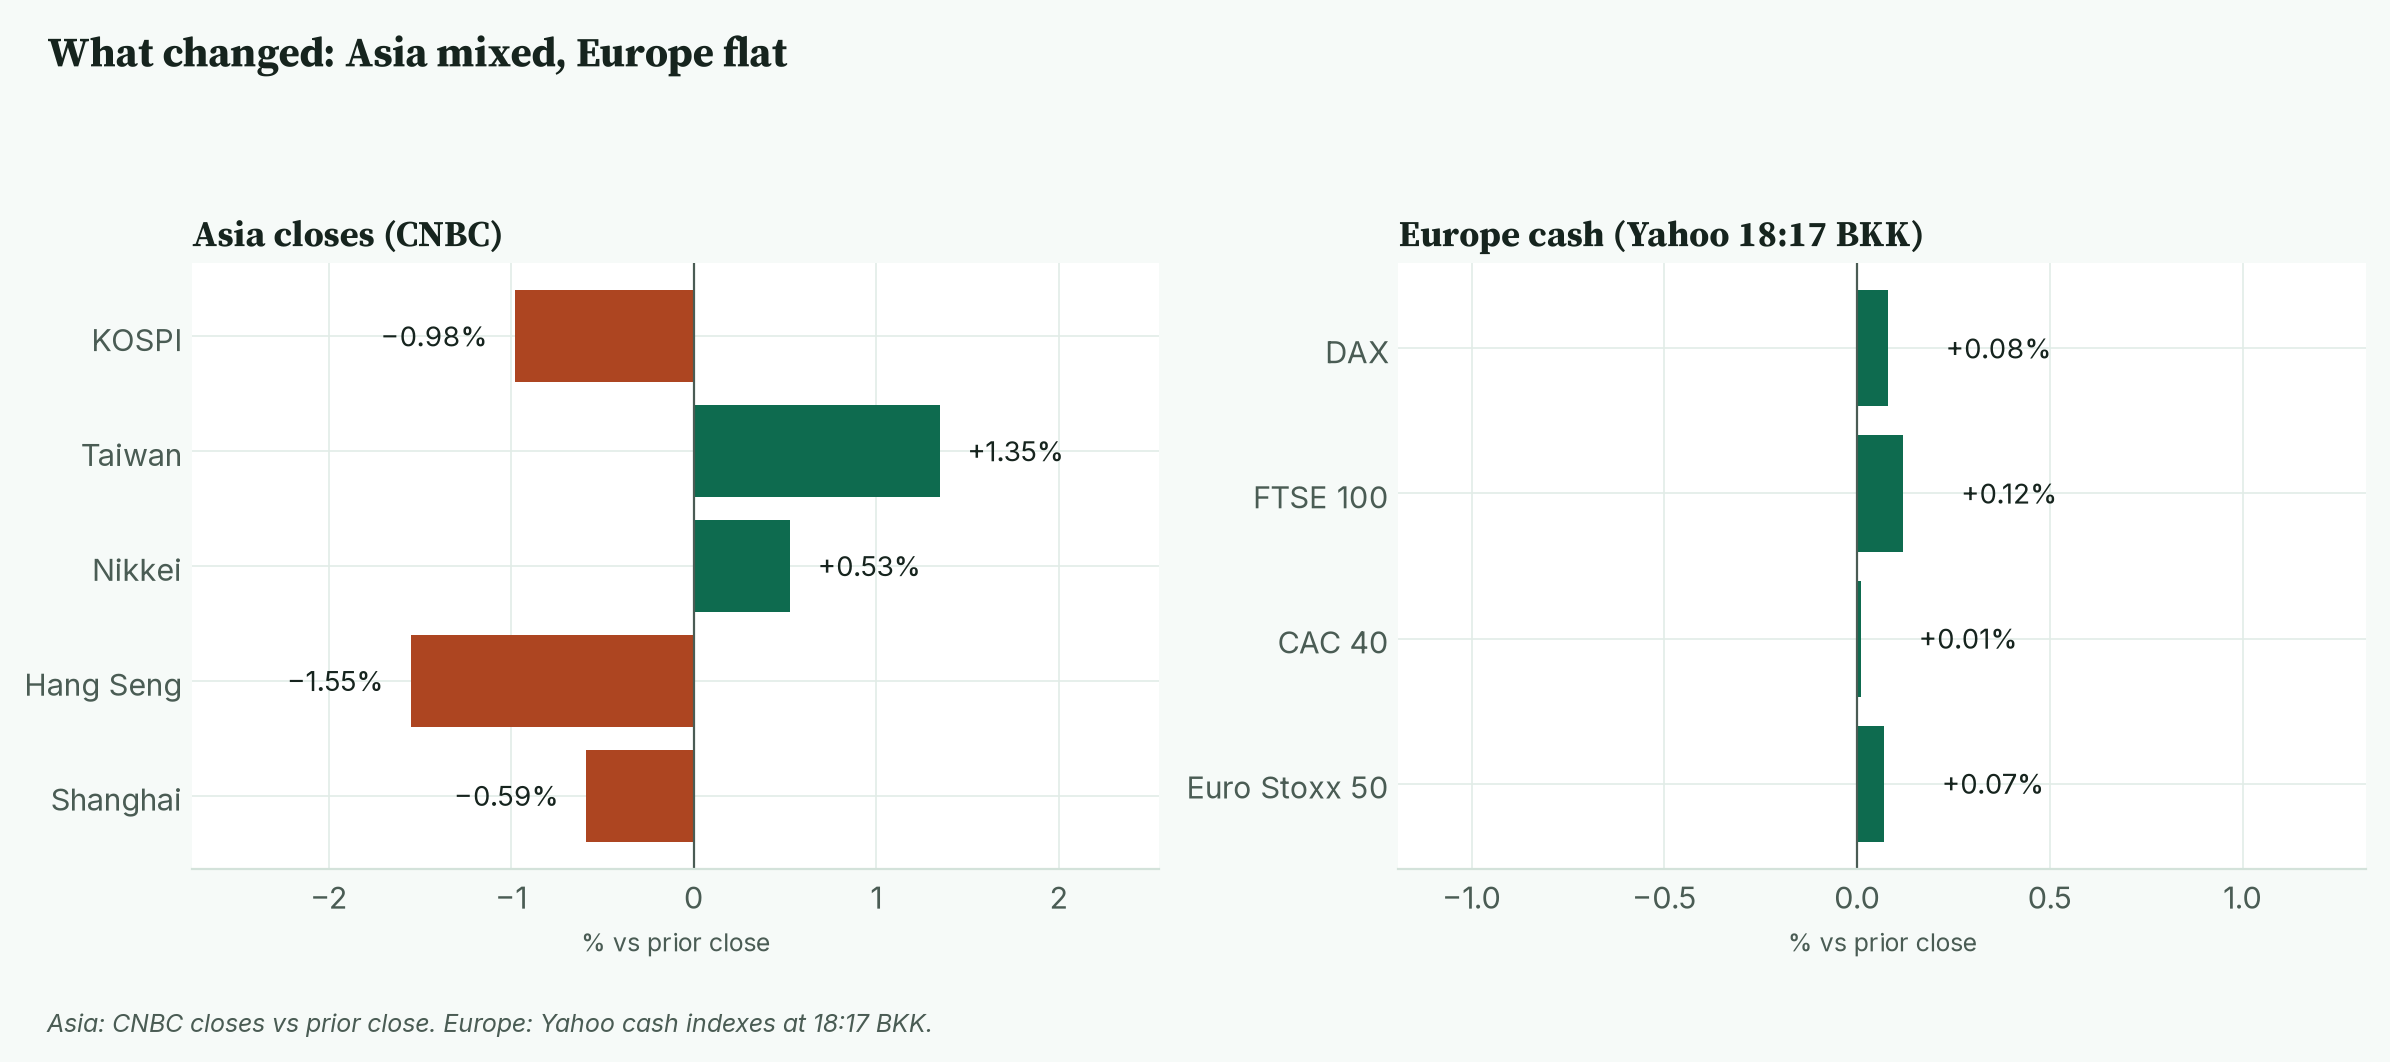 What changed: Asia mixed, Europe flat
Asia closes (CNBC)
KOSPI
−0.98%
Taiwan
+1.35%
Nikkei
+0.53%
Hang Seng
−1.55%
Shanghai
−0.59%
−2 −1 0 1 2
% vs prior close
Europe cash (Yahoo 18:17 BKK)
DAX
+0.08%
FTSE 100
+0.12%
CAC 40
+0.01%
Euro Stoxx 50
+0.07%
−1.0 −0.5 0.0 0.5 1.0
% vs prior close
Asia: CNBC closes vs prior close. Europe: Yahoo cash indexes at 18:17 BKK.